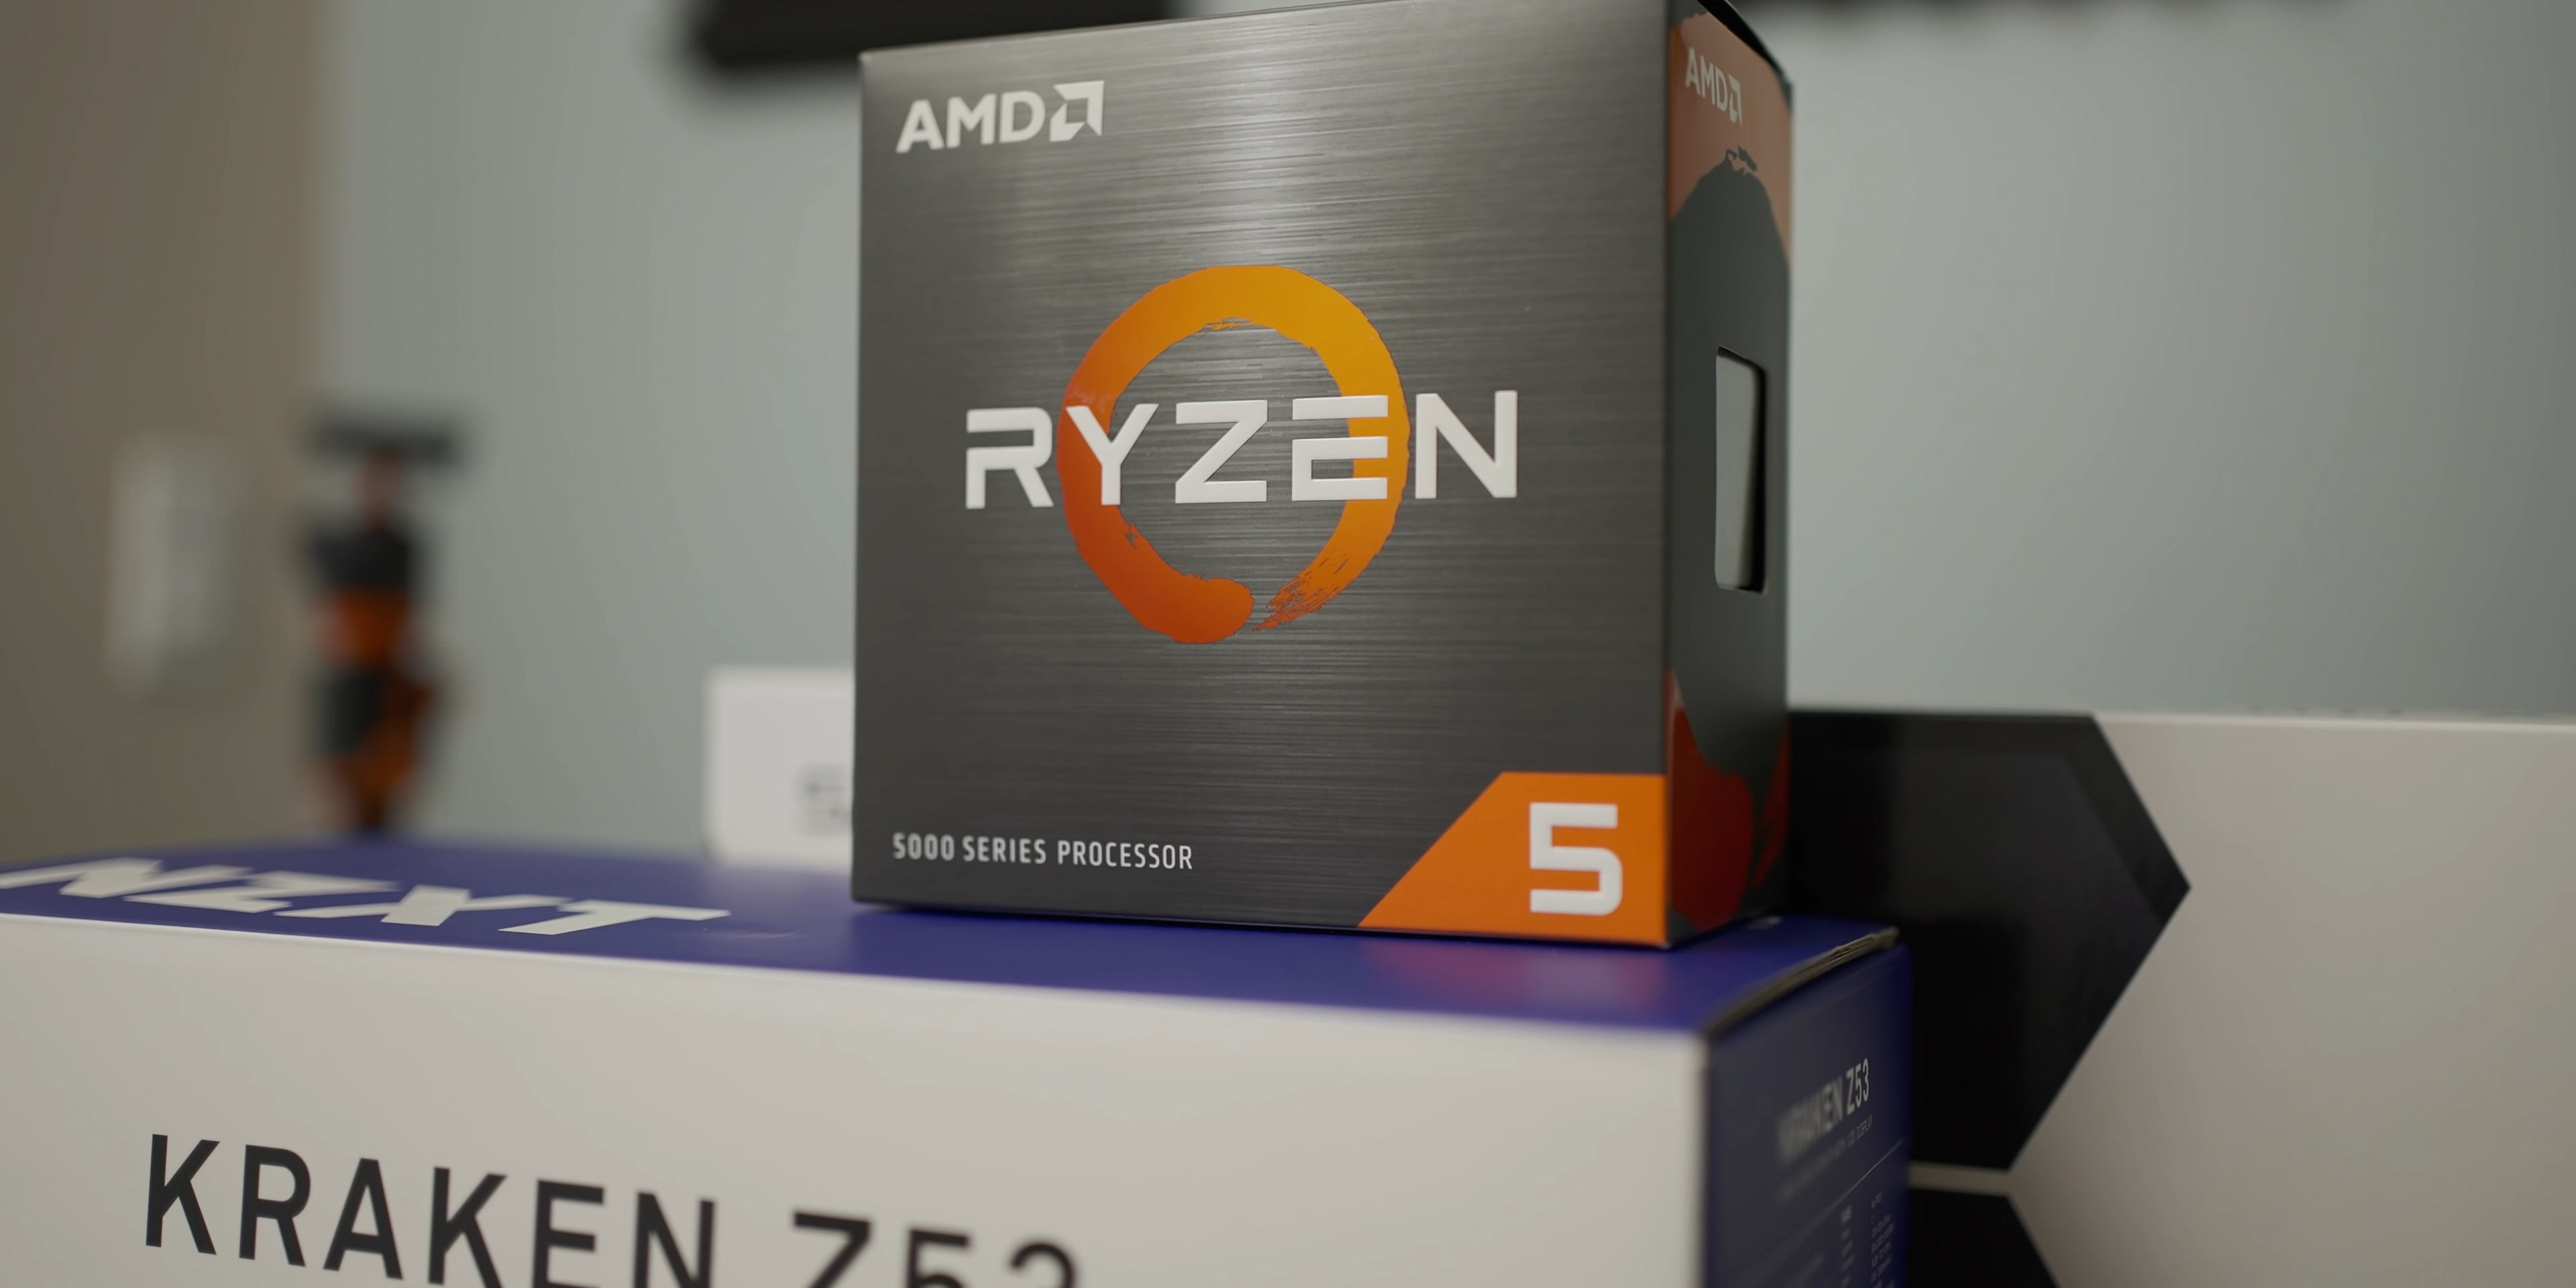 AMD
AMD
RYZEN
5000 SERIES PROCESSOR
5
NZXT
KRAKEN Z53
KRAKEN Z53